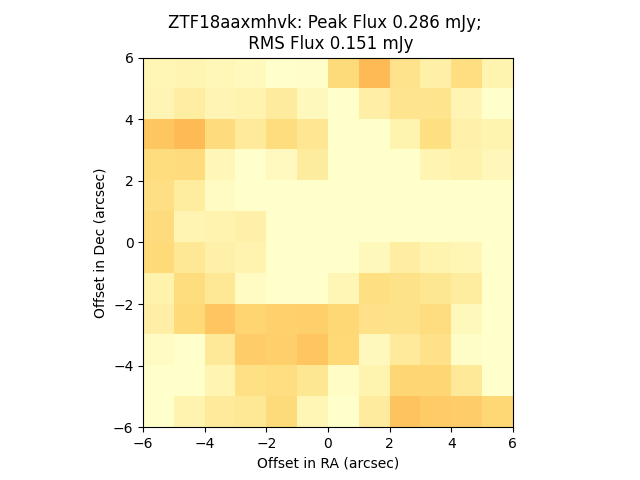 ZTF18aaxmhvk: Peak Flux 0.286 mJy;
RMS Flux 0.151 mJy
6
4
2
0
−2
−4
−6
Offset in Dec (arcsec)
−6 −4 −2 0 2 4 6
Offset in RA (arcsec)